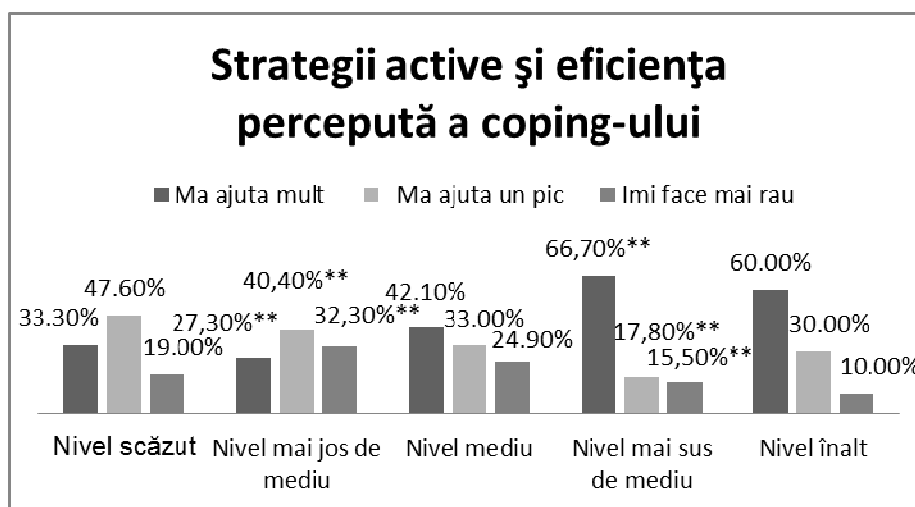 Strategii active şi eficienţa
percepută a coping-ului
Ma ajuta mult Ma ajuta un pic Imi face mai rau
33.30% 47.60% 19.00%
27,30%** 40,40%** 32,30%**
42.10% 33.00% 24.90%
66,70%** 17,80%** 15,50%**
60.00% 30.00% 10.00%
Nivel scăzut
Nivel mai jos de
mediu
Nivel mediu
Nivel mai sus
de mediu
Nivel înalt